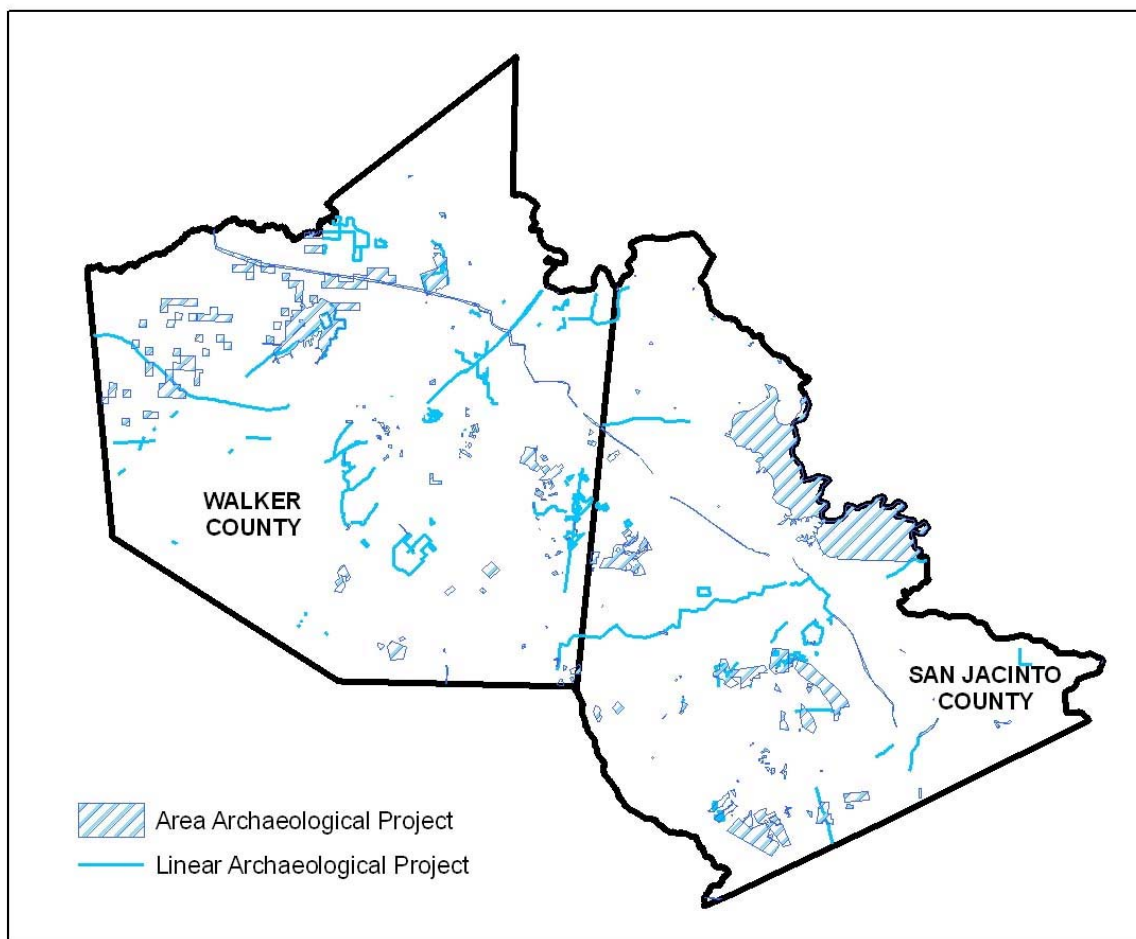 WALKER
COUNTY
SAN JACINTO
COUNTY
Area Archaeological Project
Linear Archaeological Project